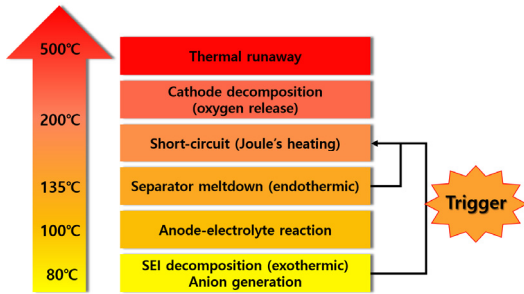 500℃
Thermal runaway
Cathode decomposition
(oxygen release)
200℃
Short-circuit (Joule's heating)
135℃
Separator meltdown (endothermic)
Trigger
100℃
Anode-electrolyte reaction
80℃
SEI decomposition (exothermic)
Anion generation